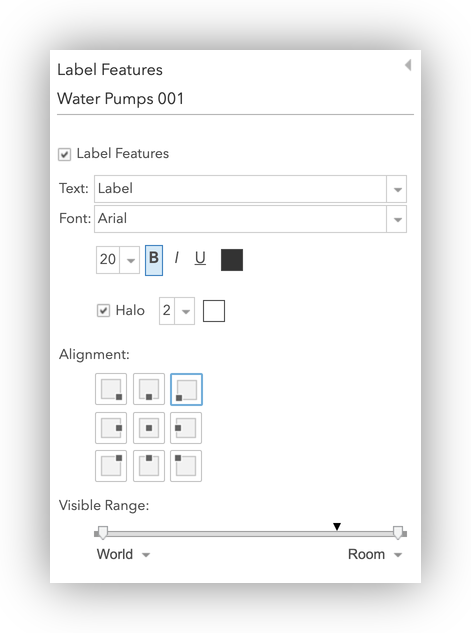 Label Features
Water Pumps 001
Label Features
Text: Label
Font: Arial
20 B I U
Halo 2
Alignment:
Visible Range:
World Room